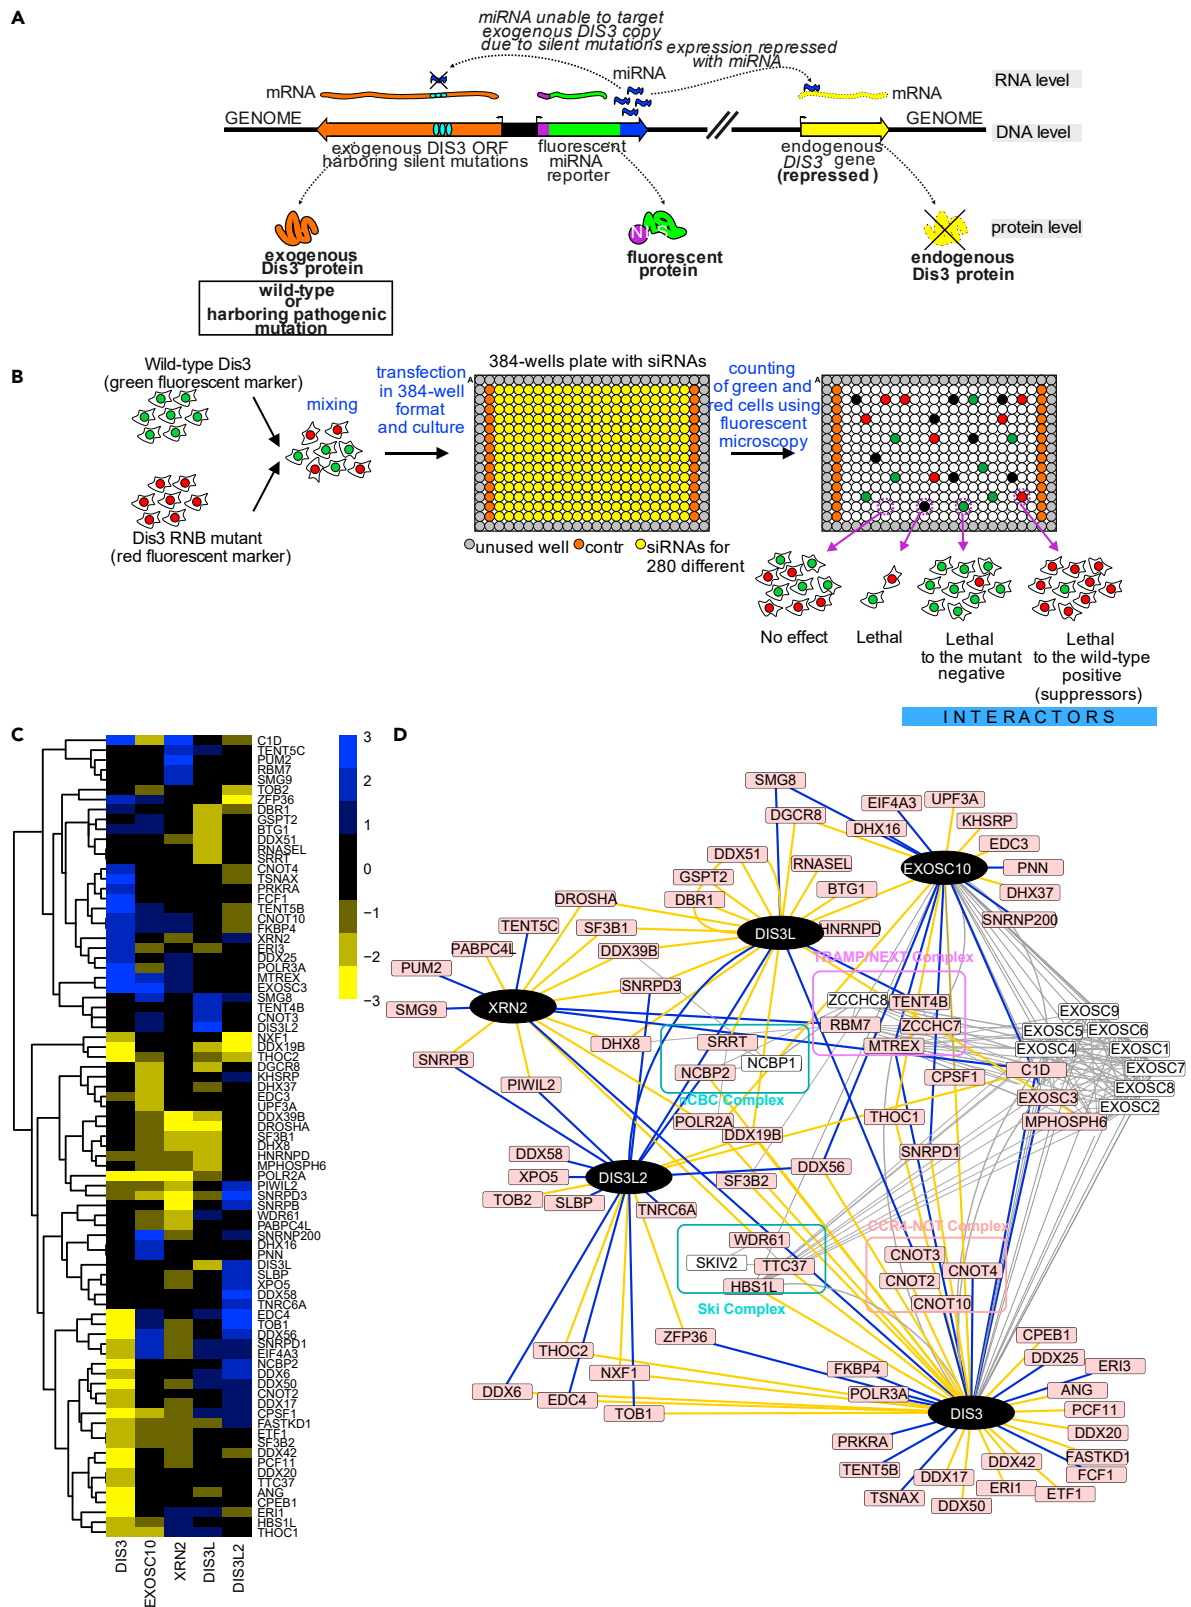 A
miRNA unable to target
exogenous DIS3 copy
due to silent mutations
expression repressed
with miRNA
miRNA
RNA level
mRNA
mRNA
GENOME
GENOME
DNA level
exogenous DIS3 ORF
harboring silent mutations
fluorescent
miRNA
reporter
endogenous
DIS3 gene
(repressed)
protein level
exogenous
Dis3 protein
fluorescent
protein
endogenous
Dis3 protein
wild-type
or
harboring pathogenic
mutation
B
Wild-type Dis3
(green fluorescent marker)
mixing
Dis3 RNB mutant
(red fluorescent marker)
transfection
in 384-well
format
and culture
384-wells plate with siRNAs
A
unused well
contr
siRNAs for
280 different
counting
of green and
red cells using
fluorescent
microscopy
A
No effect
Lethal
Lethal
to the mutant
negative
Lethal
to the wild-type
positive
(suppressors)
INTERACTORS
C
C1D
TENT5C
PUM2
RBM7
SMG9
TOB2
ZFP36
DBR1
GSPT2
BTG1
DDX51
RNASEL
SRRT
CNOT4
TSNAX
PRKRA
FCF1
TENT5B
CNOT10
FKBP4
XRN2
ERI3
DDX25
POLR3A
MTREX
EXOSC3
SMG8
TENT4B
CNOT3
DIS3L2
NXF1
DDX19B
THOC2
DGCR8
KHSRP
DHX37
EDC3
UPF3A
DDX39B
DROSHA
SF3B1
DHX8
HNRNPD
MPHOSPH6
POLR2A
PIWIL2
SNRPD3
SNRPB
WDR61
PABPC4L
SNRNP200
DHX16
PNN
DIS3L
SLBP
XPO5
DDX58
TNRC6A
EDC4
TOB1
DDX56
SNRPD1
EIF4A3
NCBP2
DDX6
DDX50
CNOT2
DDX17
CPSF1
FASTKD1
ETF1
SF3B2
DDX42
PCF11
DDX20
TTC37
ANG
CPEB1
ERI1
HBS1L
THOC1
DIS3
EXOSC10
XRN2
DIS3L
DIS3L2
3
2
1
0
−1
−2
−3
D
SMG8
DGCR8
EIF4A3
UPF3A
DHX16
KHSRP
EDC3
EXOSC10
PNN
DHX37
SNRNP200
DDX51
RNASEL
GSPT2
BTG1
DBR1
DROSHA
HNRNPD
DIS3L
TENT5C
SF3B1
PABPC4L
DDX39B
PUM2
TRAMP/NEXT Complex
SNRPD3
SMG9
XRN2
ZCCHC8
TENT4B
RBM7
ZCCHC7
MTREX
EXOSC9
EXOSC5
EXOSC6
EXOSC4
EXOSC1
EXOSC7
EXOSC8
EXOSC2
C1D
EXOSC3
MPHOSPH6
SNRPB
DHX8
SRRT
NCBP2
NCBP1
nCBC Complex
CPSF1
PIWIL2
THOC1
POLR2A
DDX19B
DDX58
SNRPD1
DDX56
XPO5
DIS3L2
SF3B2
TOB2
SLBP
TNRC6A
WDR61
SKIV2
TTC37
HBS1L
Ski Complex
CCR4-NOT Complex
CNOT3
CNOT4
CNOT2
CNOT10
ZFP36
THOC2
CPEB1
FKBP4
DDX25
ERI3
NXF1
DDX6
EDC4
POLR3A
ANG
TOB1
DIS3
PCF11
PRKRA
DDX20
TENT5B
DDX42
FASTKD1
DDX17
FCF1
TSNAX
ERI1
ETF1
DDX50